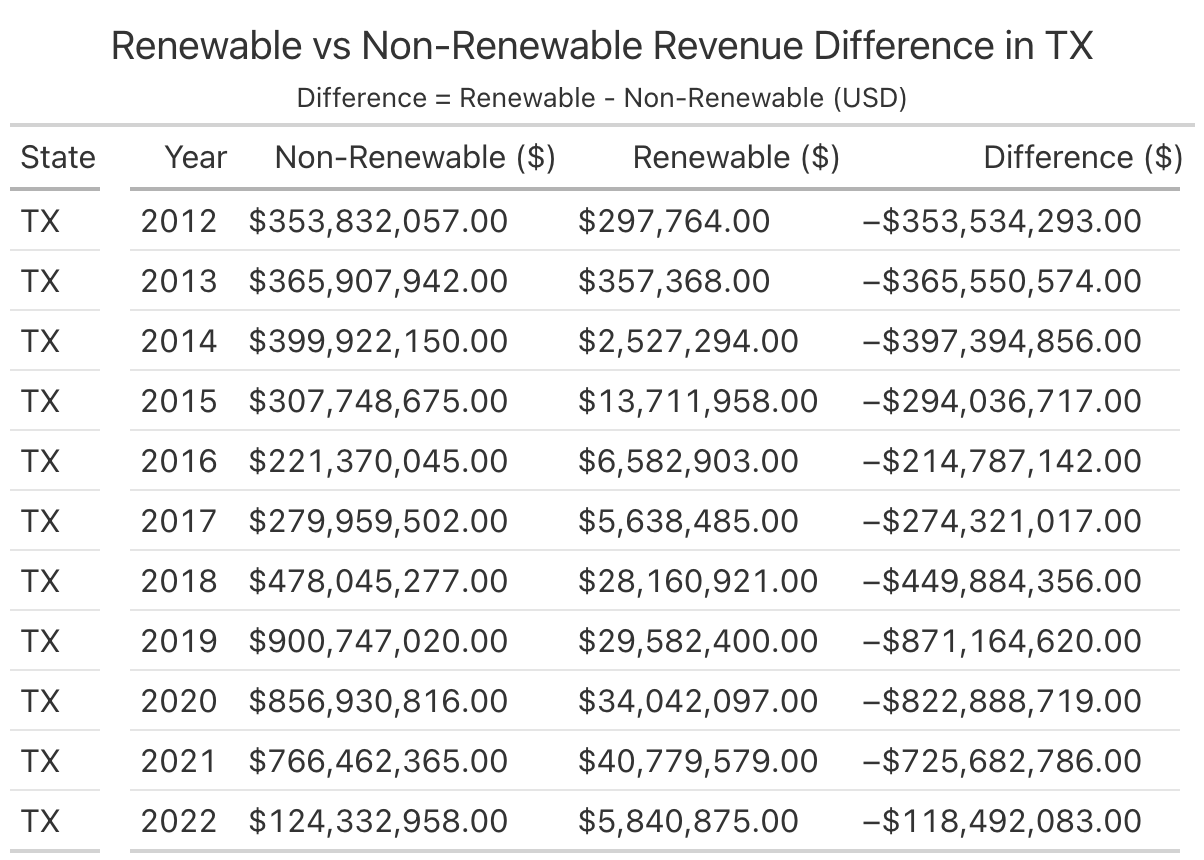 Renewable vs Non-Renewable Revenue Difference in TX
Difference = Renewable - Non-Renewable (USD)
State Year Non-Renewable ($) Renewable ($) Difference ($)
TX 2012 $353,832,057.00 $297,764.00 −$353,534,293.00
TX 2013 $365,907,942.00 $357,368.00 −$365,550,574.00
TX 2014 $399,922,150.00 $2,527,294.00 −$397,394,856.00
TX 2015 $307,748,675.00 $13,711,958.00 −$294,036,717.00
TX 2016 $221,370,045.00 $6,582,903.00 −$214,787,142.00
TX 2017 $279,959,502.00 $5,638,485.00 −$274,321,017.00
TX 2018 $478,045,277.00 $28,160,921.00 −$449,884,356.00
TX 2019 $900,747,020.00 $29,582,400.00 −$871,164,620.00
TX 2020 $856,930,816.00 $34,042,097.00 −$822,888,719.00
TX 2021 $766,462,365.00 $40,779,579.00 −$725,682,786.00
TX 2022 $124,332,958.00 $5,840,875.00 −$118,492,083.00